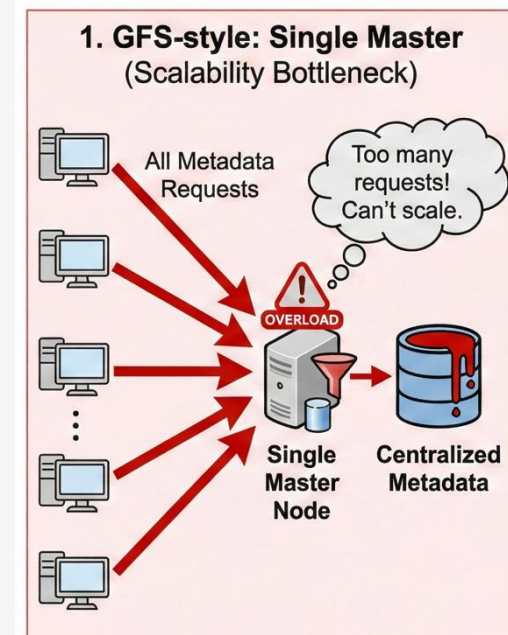 1. GFS-style: Single Master
(Scalability Bottleneck)
All Metadata
Requests
Too many
requests!
Can't scale.
OVERLOAD
Single
Master
Node
Centralized
Metadata